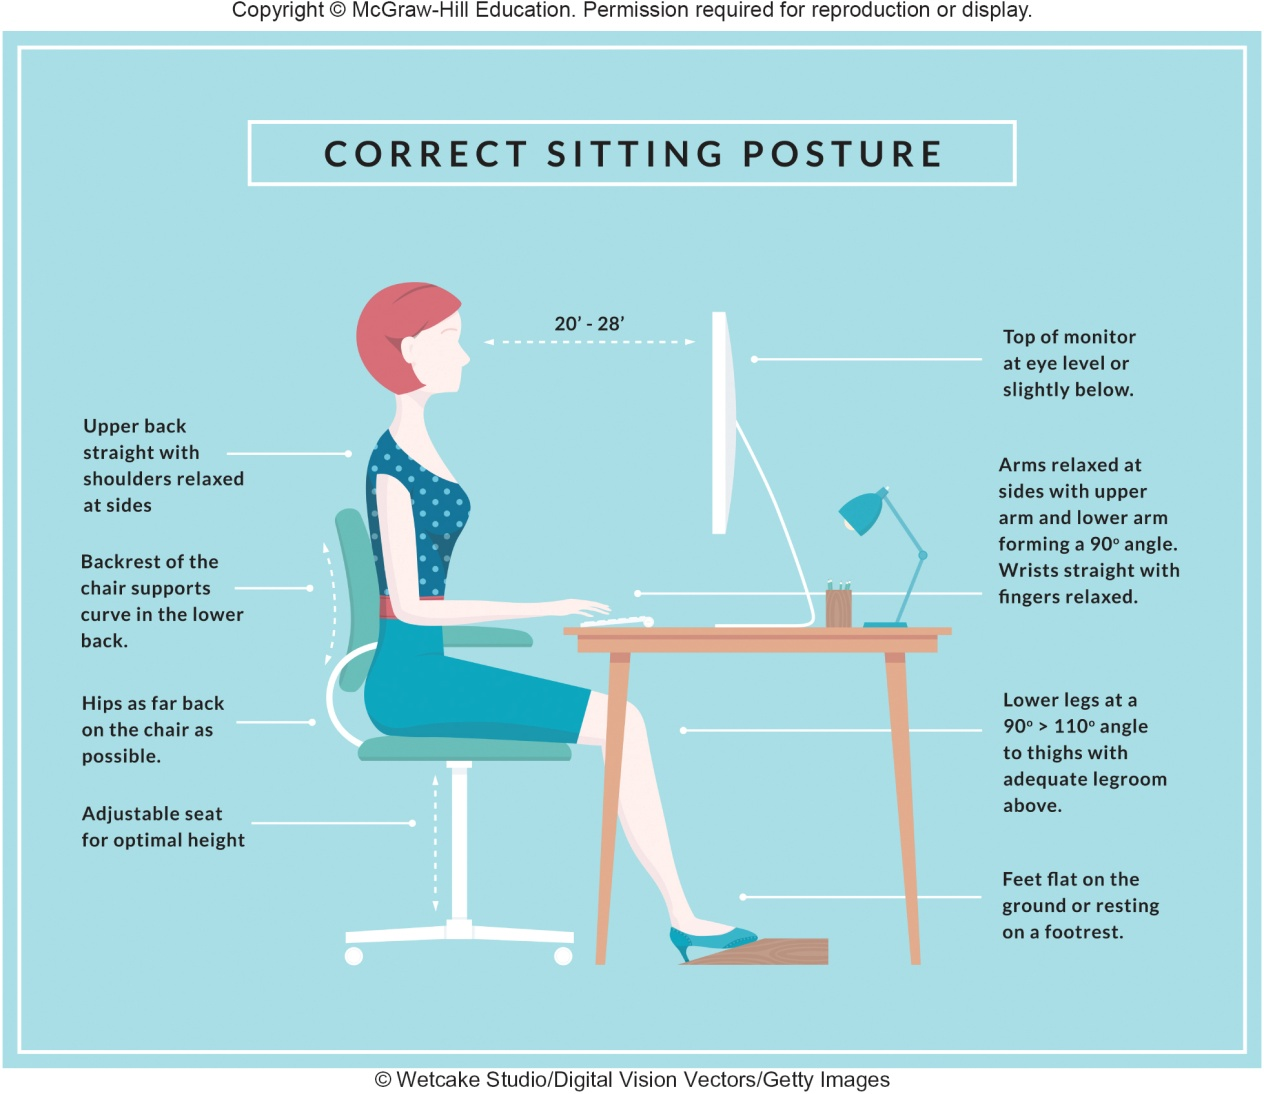 Copyright © McGraw-Hill Education. Permission required for reproduction or display.
CORRECT SITTING POSTURE
20’ - 28’
Top of monitor
at eye level or
slightly below.
Upper back
straight with
shoulders relaxed
at sides
Arms relaxed at
sides with upper
arm and lower arm
forming a 90º angle.
Wrists straight with
fingers relaxed.
Backrest of the
chair supports
curve in the lower
back.
Hips as far back
on the chair as
possible.
Lower legs at a
90º > 110º angle
to thighs with
adequate legroom
above.
Adjustable seat
for optimal height
Feet flat on the
ground or resting
on a footrest.
© Wetcake Studio/Digital Vision Vectors/Getty Images